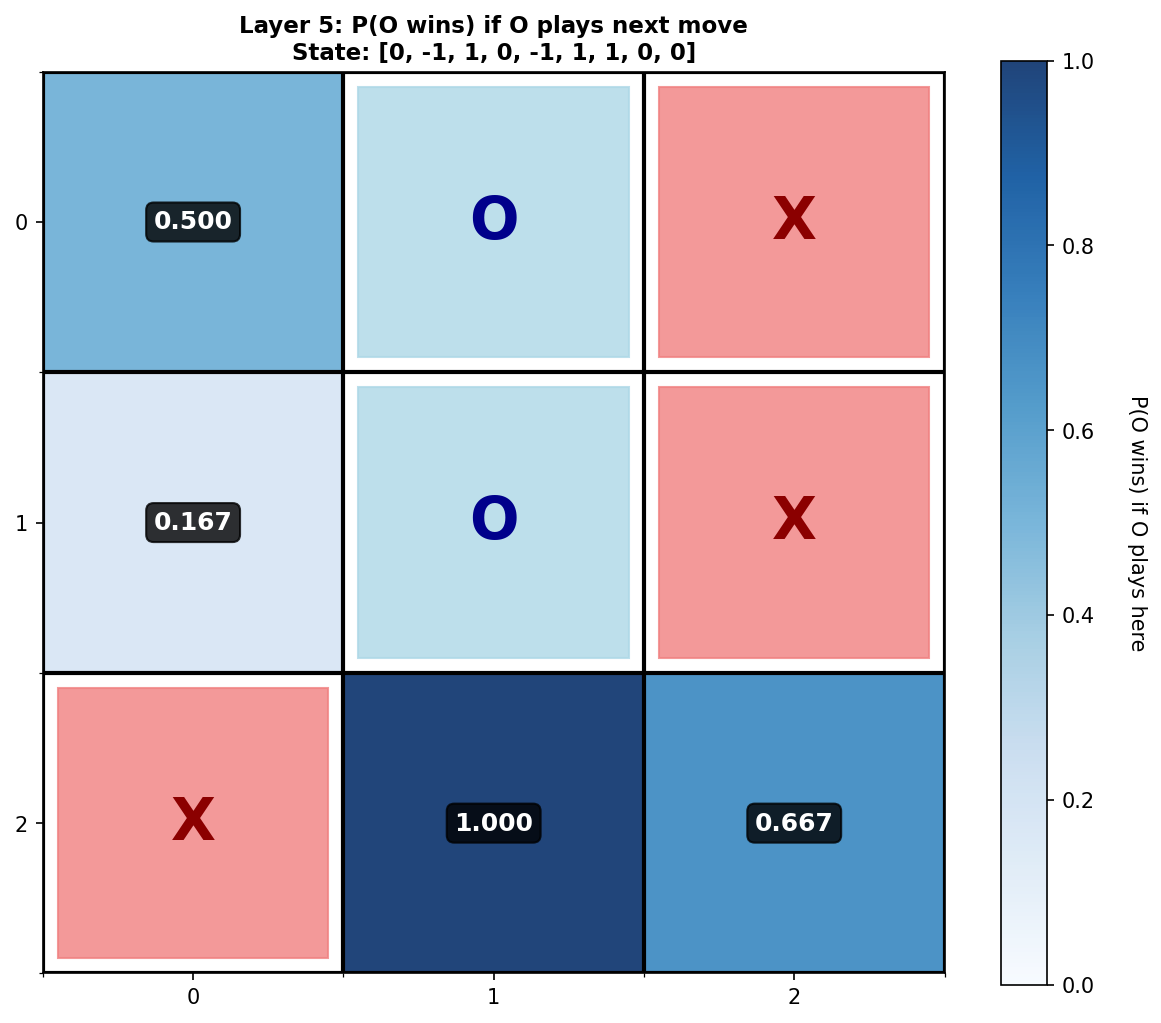 Layer 5: P(O wins) if O plays next move
State: [0, -1, 1, 0, -1, 1, 1, 0, 0]
0
0.500
O
X
1
0.167
O
X
2
X
1.000
0.667
0
1
2
1.0
0.8
0.6
0.4
0.2
0.0
P(O wins) if O plays here